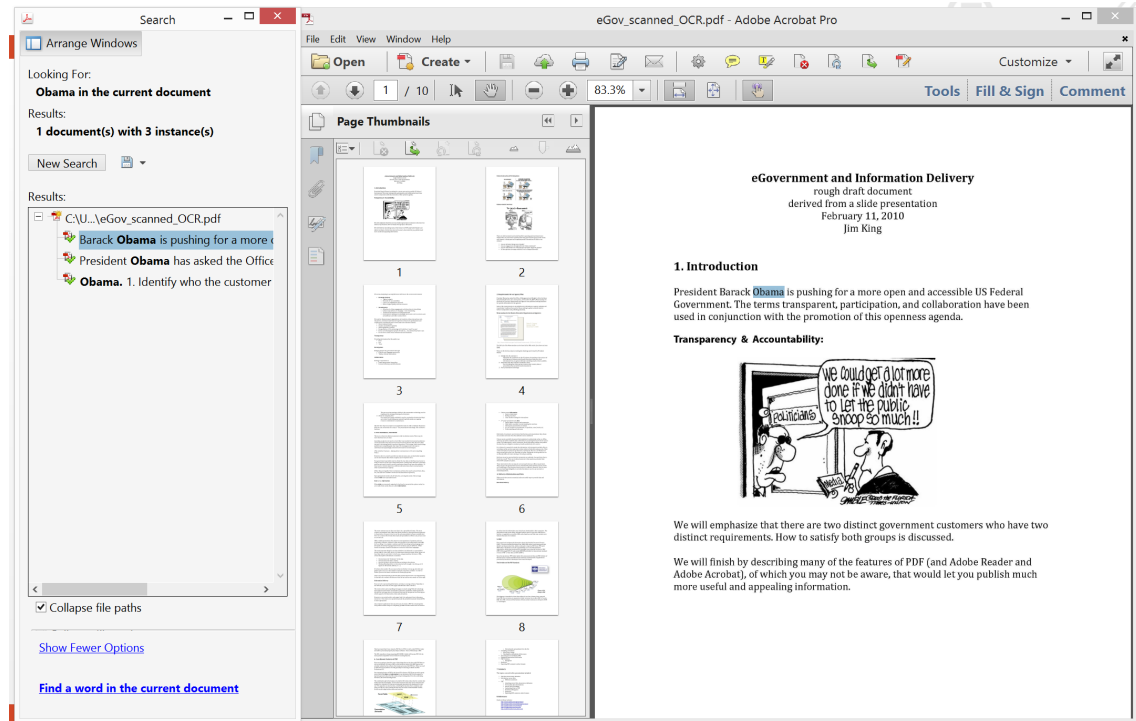 Search
Arrange Windows
Looking For:
Obama in the current document
Results:
1 document(s) with 3 instance(s)
New Search
Results:
C:\U...\eGov_scanned_OCR.pdf
Barack Obama is pushing for a more
President Obama has asked the Office
Obama. 1. Identify who the customer
Collapse file paths
Show Fewer Options
Find a word in the current document
eGov_scanned_OCR.pdf - Adobe Acrobat Pro
File Edit View Window Help
Open Create Customize
1 / 10 83.3% Tools Fill & Sign Comment
Page Thumbnails
1 2
3 4
5 6
7 8
eGovernment and Information Delivery
rough draft document
derived from a slide presentation
February 11, 2010
Jim King
1. Introduction
President Barack Obama is pushing for a more open and accessible US Federal
Government. The terms transparent, participation, and collaboration have been
used in conjunction with the promotion of this openness agenda.
Transparency & Accountability:
WE COULD GET A LOT MORE
DONE IF WE DIDN'T HAVE
TO LET THE PUBLIC
SNOOP SO MUCH!!
POLITICIANS
MEDIA
We will emphasize that there are two distinct government customers who have two
distinct requirements. How to satisfy both groups is discussed.
We will finish by describing many of the features of PDF (and Adobe Reader and
Adobe Acrobat), of which you may not be aware, that would let you publish much
more useful and appealing information.